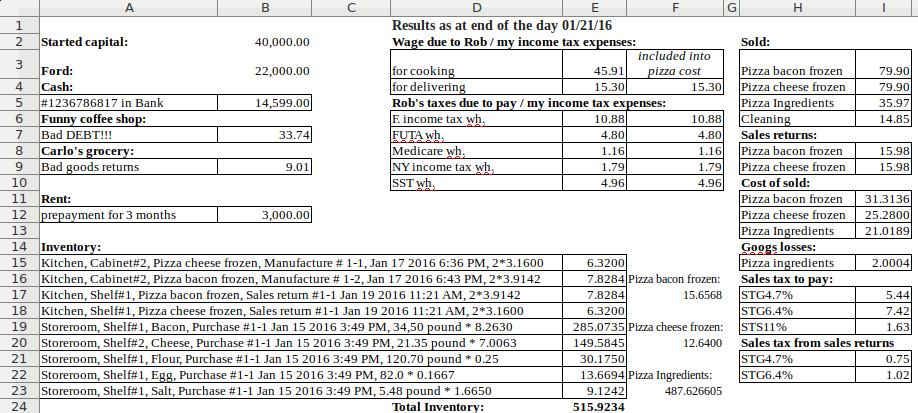 A B C D E F G H I
1 Results as at end of the day 01/21/16
2 Started capital: 40,000.00 Wage due to Rob / my income tax expenses: Sold:
included into
3 Ford: 22,000.00 for cooking 45.91 pizza cost Pizza bacon frozen 79.90
4 Cash: for delivering 15.30 15.30 Pizza cheese frozen 79.90
5 #1236786817 in Bank 14,599.00 Rob's taxes due to pay / my income tax expenses: Pizza Ingredients 35.97
6 Funny coffee shop: F. income tax wh. 10.88 10.88 Cleaning 14.85
7 Bad DEBT!!! 33.74 FUTA wh. 4.80 4.80 Sales returns:
8 Carlo's grocery: Medicare wh. 1.16 1.16 Pizza bacon frozen 15.98
9 Bad goods returns 9.01 NY income tax wh. 1.79 1.79 Pizza cheese frozen 15.98
10 SST wh. 4.96 4.96 Cost of sold:
11 Rent: Pizza bacon frozen 31.3136
12 prepayment for 3 months 3,000.00 Pizza cheese frozen 25.2800
13 Pizza Ingredients 21.0189
14 Inventory: Googs losses:
15 Kitchen, Cabinet#2, Pizza cheese frozen, Manufacture # 1-1, Jan 17 2016 6:36 PM, 2*3.1600 6.3200 Pizza ingredients 2.0004
16 Kitchen, Cabinet#2, Pizza bacon frozen, Manufacture # 1-2, Jan 17 2016 6:43 PM, 2*3.9142 7.8284 Pizza bacon frozen: Sales tax to pay:
17 Kitchen, Shelf#1, Pizza bacon frozen, Sales return #1-1 Jan 19 2016 11:21 AM, 2*3.9142 7.8284 15.6568 STG4.7% 5.44
18 Kitchen, Shelf#1, Pizza cheese frozen, Sales return #1-1 Jan 19 2016 11:21 AM, 2*3.1600 6.3200 STG6.4% 7.42
19 Storeroom, Shelf#1, Bacon, Purchase #1-1 Jan 15 2016 3:49 PM, 34,50 pound * 8.2630 285.0735 Pizza cheese frozen: STS11% 1.63
20 Storeroom, Shelf#2, Cheese, Purchase #1-1 Jan 15 2016 3:49 PM, 21.35 pound * 7.0063 149.5845 12.6400 Sales tax from sales returns
21 Storeroom, Shelf#1, Flour, Purchase #1-1 Jan 15 2016 3:49 PM, 120.70 pound * 0.25 30.1750 STG4.7% 0.75
22 Storeroom, Shelf#1, Egg, Purchase #1-1 Jan 15 2016 3:49 PM, 82.0 * 0.1667 13.6694 Pizza Ingredients: STG6.4% 1.02
23 Storeroom, Shelf#1, Salt, Purchase #1-1 Jan 15 2016 3:49 PM, 5.48 pound * 1.6650 9.1242 487.626605
24 Total Inventory: 515.9234